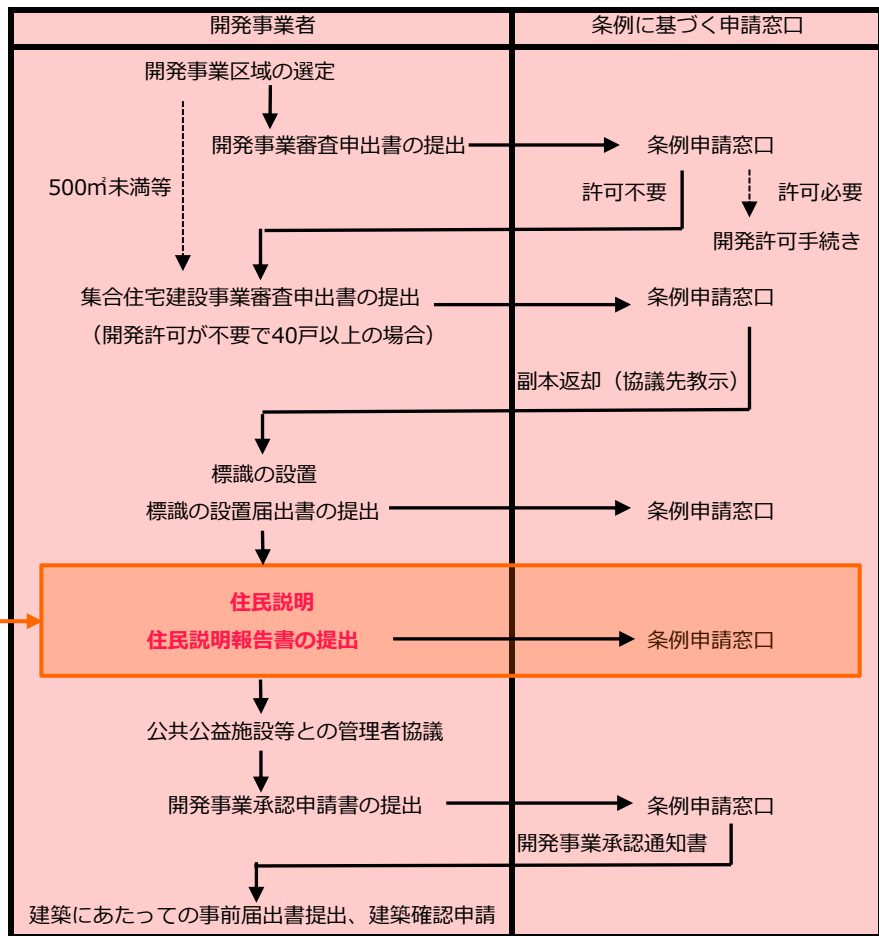 開発事業者
条例に基づく申請窓口
開発事業区域の選定
開発事業審査申出書の提出
条例申請窓口
500㎡未満等
許可不要
許可必要
開発許可手続き
集合住宅建設事業審査申出書の提出
条例申請窓口
（開発許可が不要で40戸以上の場合）
副本返却（協議先教示）
標識の設置
標識の設置届出書の提出
条例申請窓口
住民説明
住民説明報告書の提出
条例申請窓口
公共公益施設等との管理者協議
開発事業承認申請書の提出
条例申請窓口
開発事業承認通知書
建築にあたっての事前届出書提出、建築確認申請